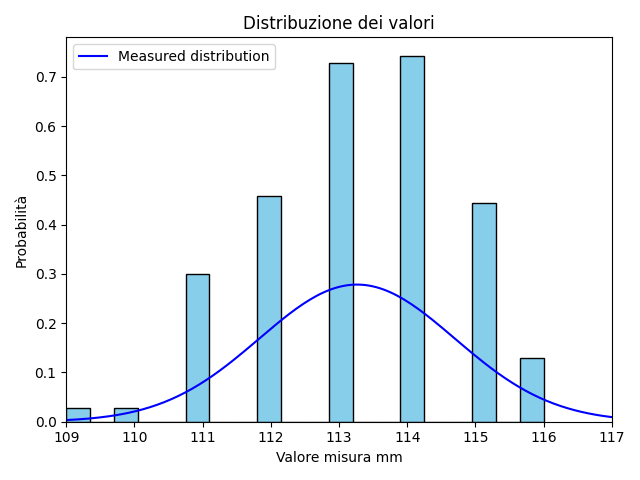 Distribuzione dei valori
Measured distribution
Probabilità
0.7
0.6
0.5
0.4
0.3
0.2
0.1
0.0
109 110 111 112 113 114 115 116 117
Valore misura mm